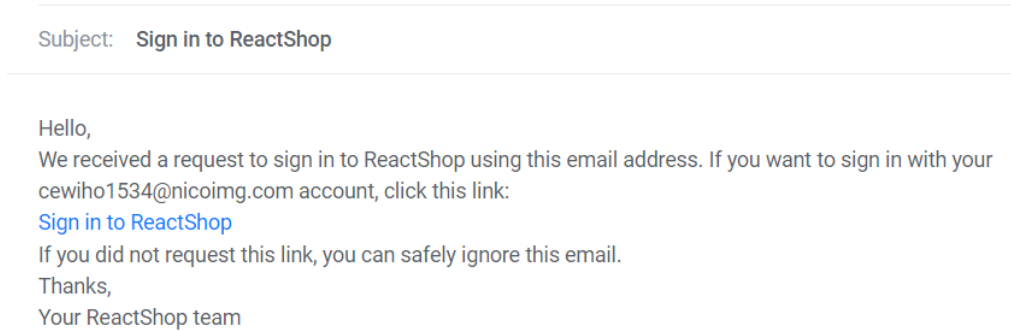 Subject: Sign in to ReactShop
Hello,
We received a request to sign in to ReactShop using this email address. If you want to sign in with your
cewiho1534@nicoimg.com account, click this link:
Sign in to ReactShop
If you did not request this link, you can safely ignore this email.
Thanks,
Your ReactShop team